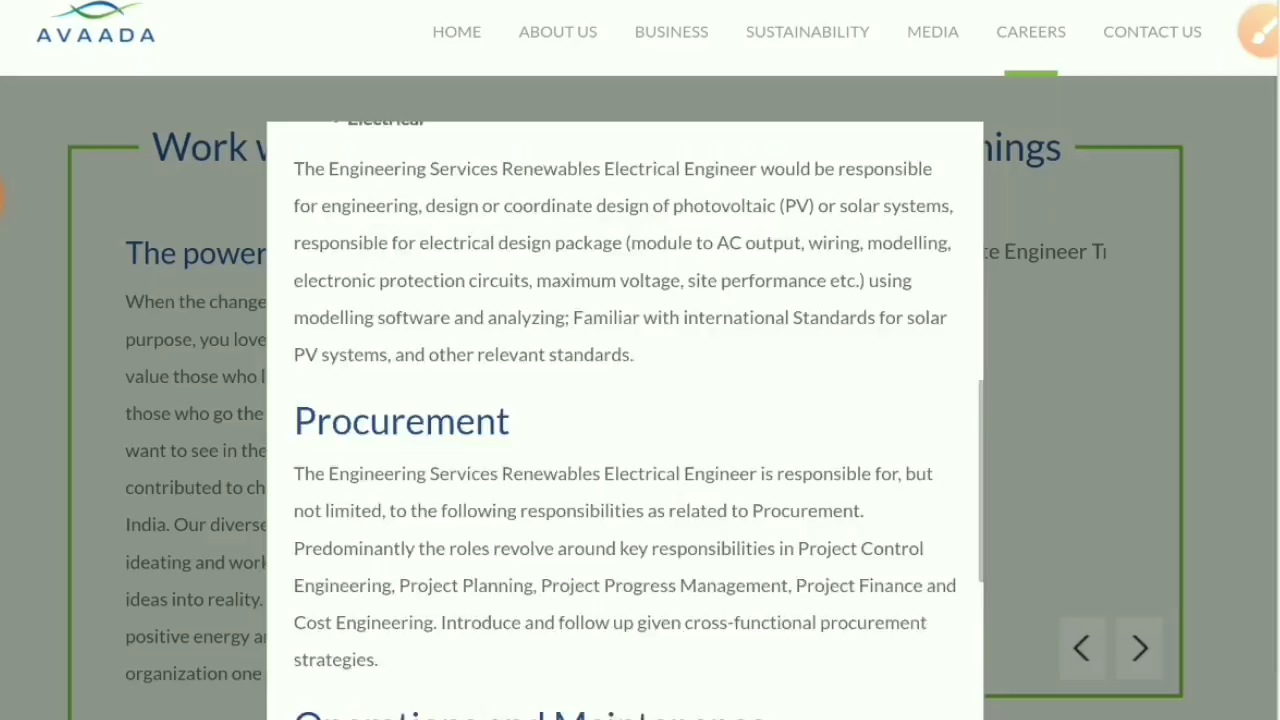 AVAADA
HOME ABOUT US BUSINESS SUSTAINABILITY MEDIA CAREERS CONTACT US
Electrical
Work
The Engineering Services Renewables Electrical Engineer would be responsible
for engineering, design or coordinate design of photovoltaic (PV) or solar systems,
responsible for electrical design package (module to AC output, wiring, modelling,
electronic protection circuits, maximum voltage, site performance etc.) using
modelling software and analyzing; Familiar with international Standards for solar
PV systems, and other relevant standards.
Procurement
The Engineering Services Renewables Electrical Engineer is responsible for, but
not limited, to the following responsibilities as related to Procurement.
Predominantly the roles revolve around key responsibilities in Project Control
Engineering, Project Planning, Project Progress Management, Project Finance and
Cost Engineering. Introduce and follow up given cross-functional procurement
strategies.
Operations and Maintenance
The power
When the change
purpose, you love
value those who
those who go the
want to see in the
contributed to ch
India. Our diverse
ideating and work
ideas into reality.
positive energy
organization one
Engineer